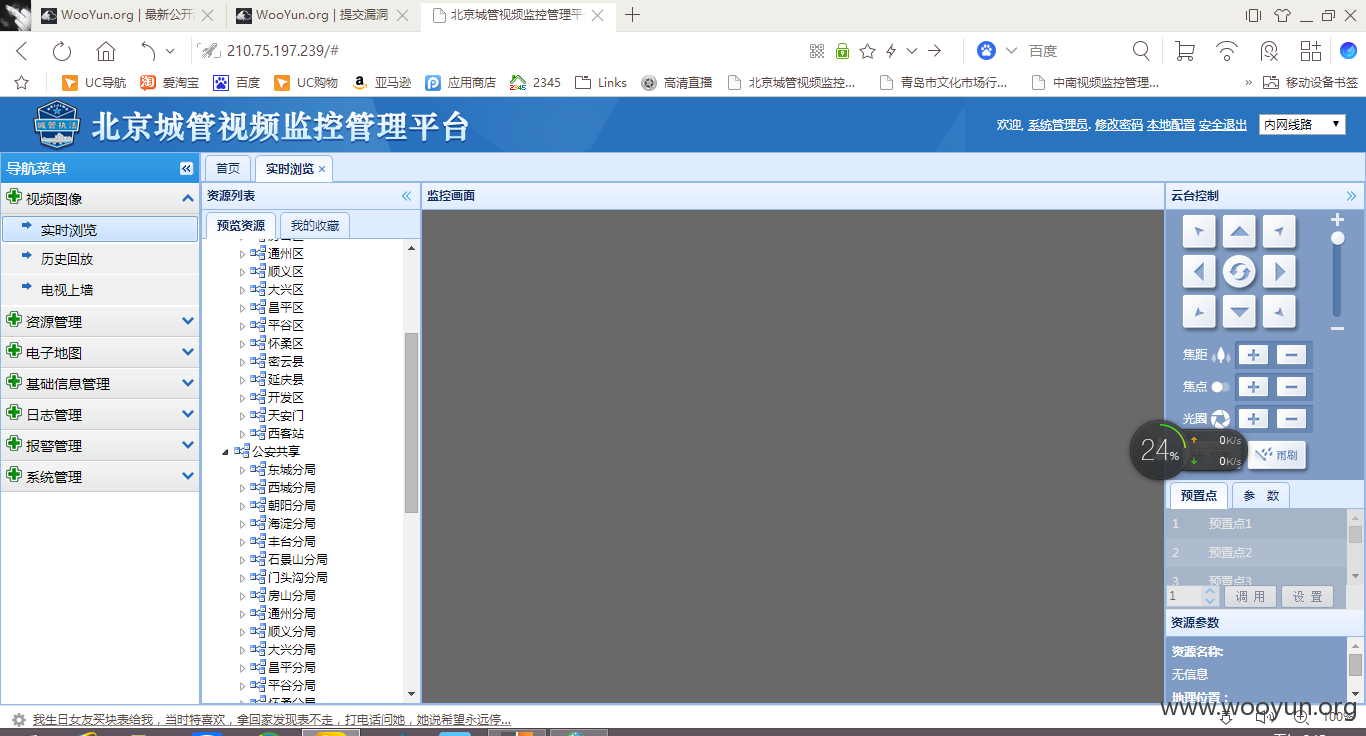 WooYun.org | 最新公开
WooYun.org | 提交漏洞
北京城管视频监控管理平
210.75.197.239/#
百度
UC导航
爱淘宝
百度
UC购物
亚马逊
应用商店
2345
Links
高清直播
北京城管视频监控...
青岛市文化市场行...
中南视频监控管理...
»
移动设备书签
城管执法
北京城管视频监控管理平台
欢迎, 系统管理员. 修改密码 本地配置 安全退出
内网线路
导航菜单
视频图像
实时浏览
历史回放
电视上墙
资源管理
电子地图
基础信息管理
日志管理
报警管理
系统管理
首页
实时浏览
资源列表
预览资源
我的收藏
通州区
顺义区
大兴区
昌平区
平谷区
怀柔区
密云县
延庆县
开发区
天安门
西客站
公安共享
东城分局
西城分局
朝阳分局
海淀分局
丰台分局
石景山分局
门头沟分局
房山分局
通州分局
顺义分局
大兴分局
昌平分局
平谷分局
怀柔分局
监控画面
云台控制
焦距
焦点
光圈
24%
0K/s
0K/s
雨刷
预置点
参 数
1 预置点1
2 预置点2
3 预置点3
1
调 用
设 置
资源参数
资源名称:
无信息
地理位置:
我生日女友买块表给我，当时特喜欢，拿回家发现表不走，打电话问她，她说希望永远停...
100%
www.wooyun.org